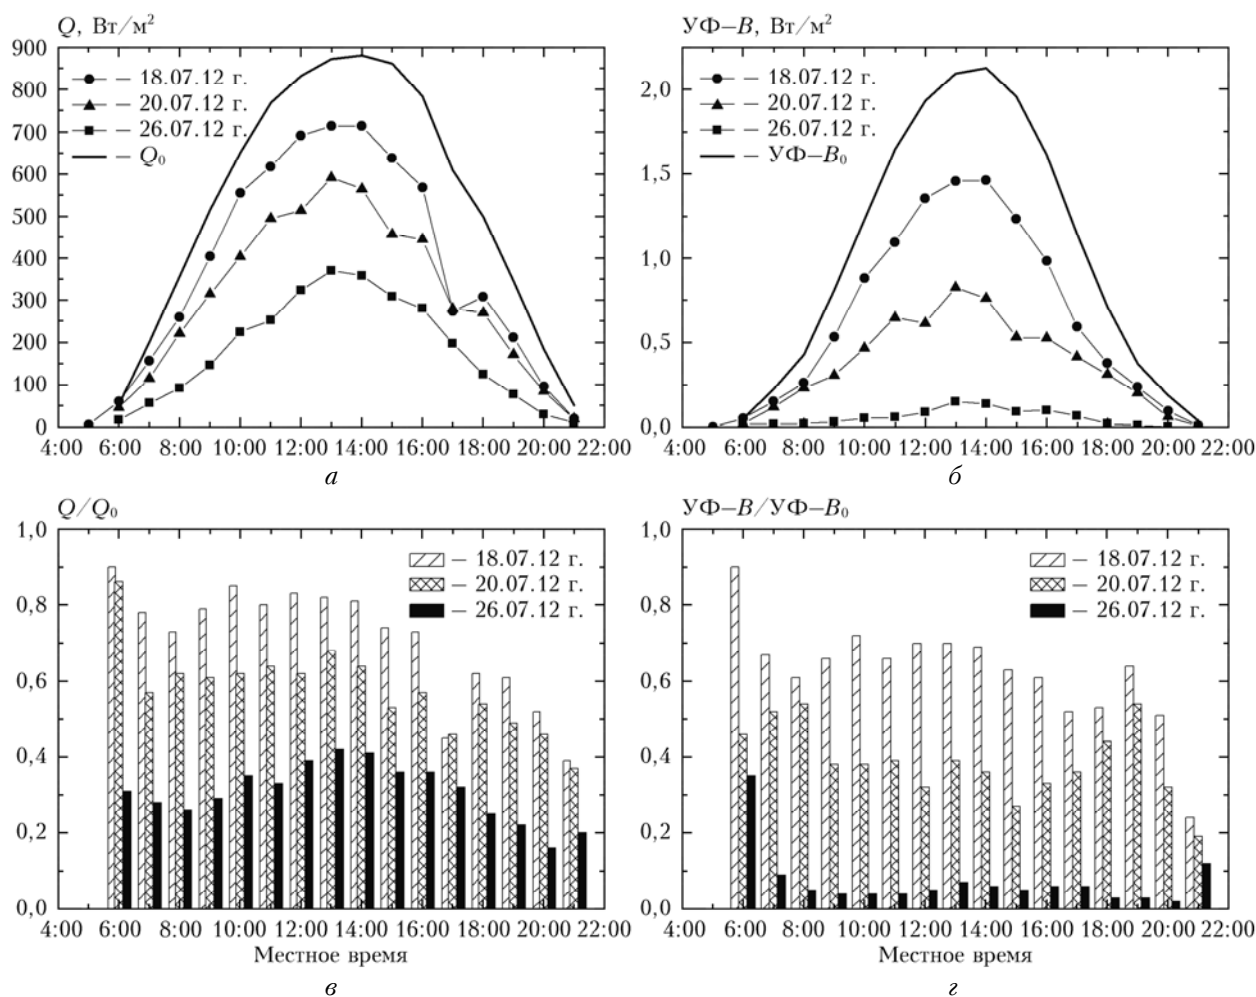 Q, Вт/м²
900
800
700
600
500
400
300
200
100
0
– 18.07.12 г.
– 20.07.12 г.
– 26.07.12 г.
– Q₀
4:00 6:00 8:00 10:00 12:00 14:00 16:00 18:00 20:00 22:00
а
УФ–B, Вт/м²
2,0
1,5
1,0
0,5
0,0
– 18.07.12 г.
– 20.07.12 г.
– 26.07.12 г.
– УФ–B₀
4:00 6:00 8:00 10:00 12:00 14:00 16:00 18:00 20:00 22:00
б
Q/Q₀
1,0
0,8
0,6
0,4
0,2
0,0
– 18.07.12 г.
– 20.07.12 г.
– 26.07.12 г.
4:00 6:00 8:00 10:00 12:00 14:00 16:00 18:00 20:00 22:00
Местное время
в
УФ–B/УФ–B₀
1,0
0,8
0,6
0,4
0,2
0,0
– 18.07.12 г.
– 20.07.12 г.
– 26.07.12 г.
4:00 6:00 8:00 10:00 12:00 14:00 16:00 18:00 20:00 22:00
Местное время
г